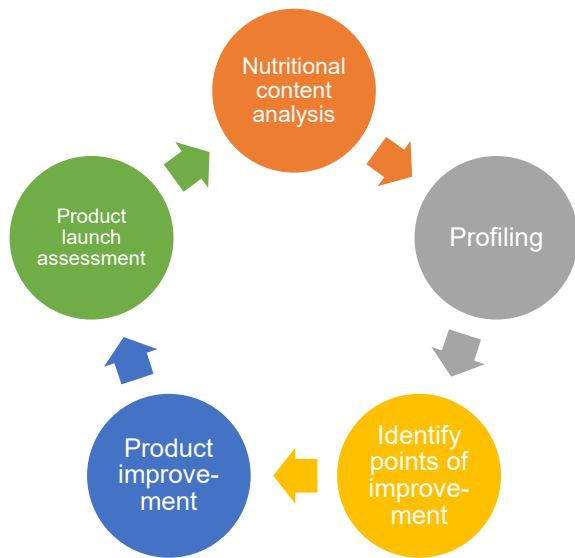 Nutritional
content
analysis
Profiling
Identify
points of
improve-
ment
Product
improve-
ment
Product
launch
assessment